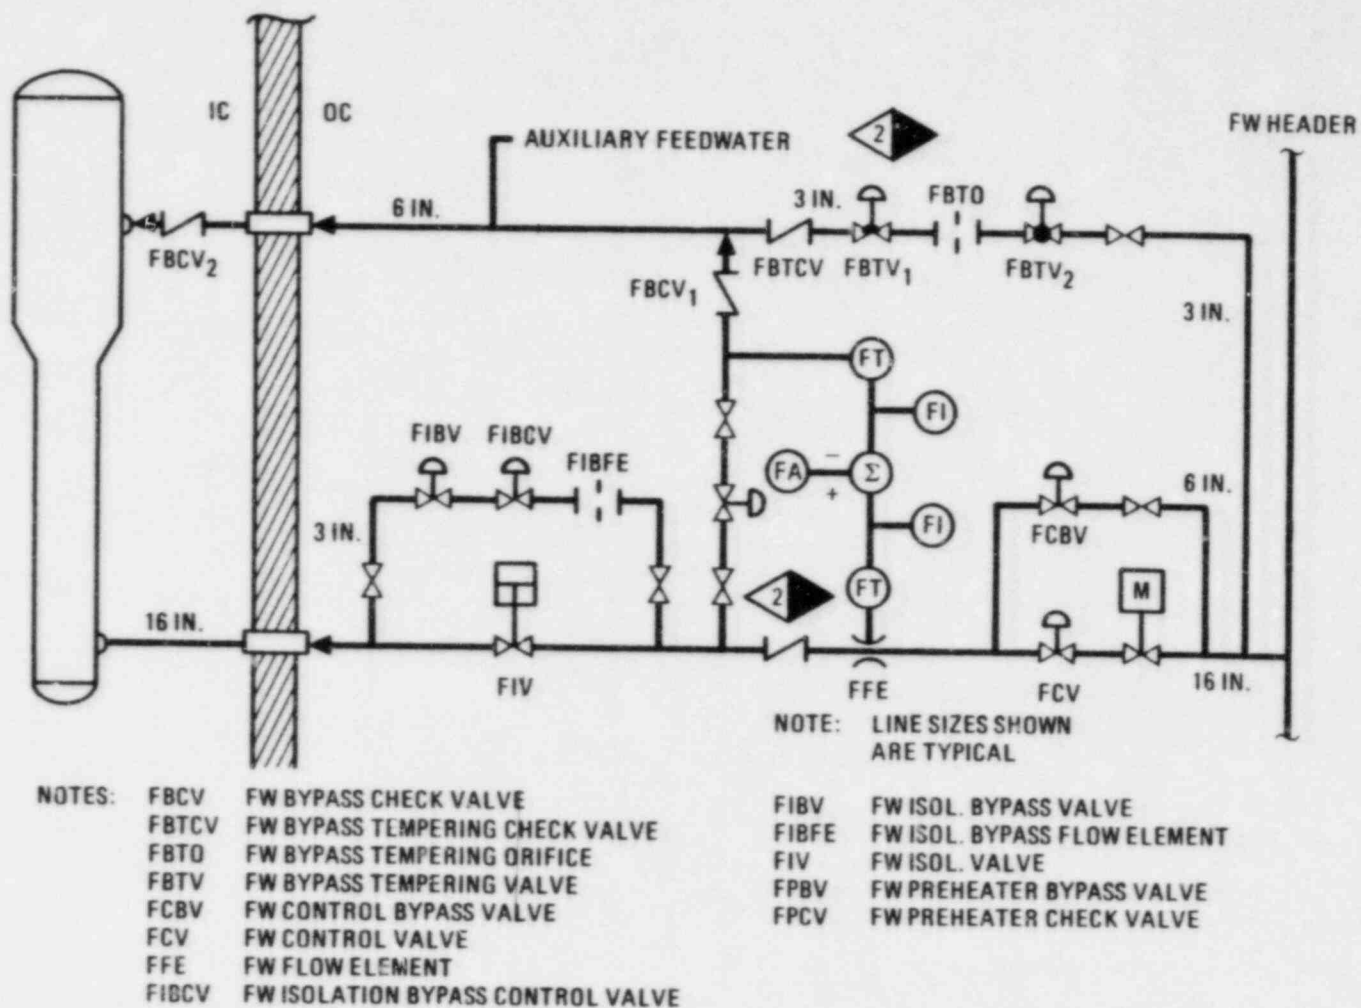 IC
OC
AUXILIARY FEEDWATER
2
FW HEADER
6 IN.
3 IN.
FBTO
FBCV2
FBTCV
FBTV1
FBTV2
FBCV1
3 IN.
FT
FI
FIBV
FIBCV
FIBFE
FA
−
Σ
+
6 IN.
3 IN.
FI
FCBV
FT
2
M
16 IN.
FIV
FFE
FCV
16 IN.
NOTE: LINE SIZES SHOWN
ARE TYPICAL
NOTES: FBCV FW BYPASS CHECK VALVE
FBTCV FW BYPASS TEMPERING CHECK VALVE
FBTO FW BYPASS TEMPERING ORIFICE
FBTV FW BYPASS TEMPERING VALVE
FCBV FW CONTROL BYPASS VALVE
FCV FW CONTROL VALVE
FFE FW FLOW ELEMENT
FIBCV FW ISOLATION BYPASS CONTROL VALVE
FIBV FW ISOL. BYPASS VALVE
FIBFE FW ISOL. BYPASS FLOW ELEMENT
FIV FW ISOL. VALVE
FPBV FW PREHEATER BYPASS VALVE
FPCV FW PREHEATER CHECK VALVE